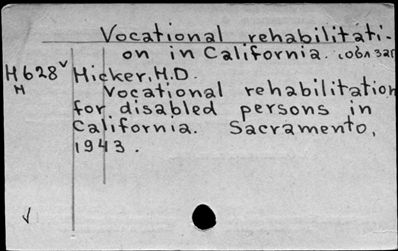 Vocational rehabilitati-
on in California.
H628 Hicker, H.D.
H Vocational rehabilitation
for disabled persons in
California. Sacramento,
1943.